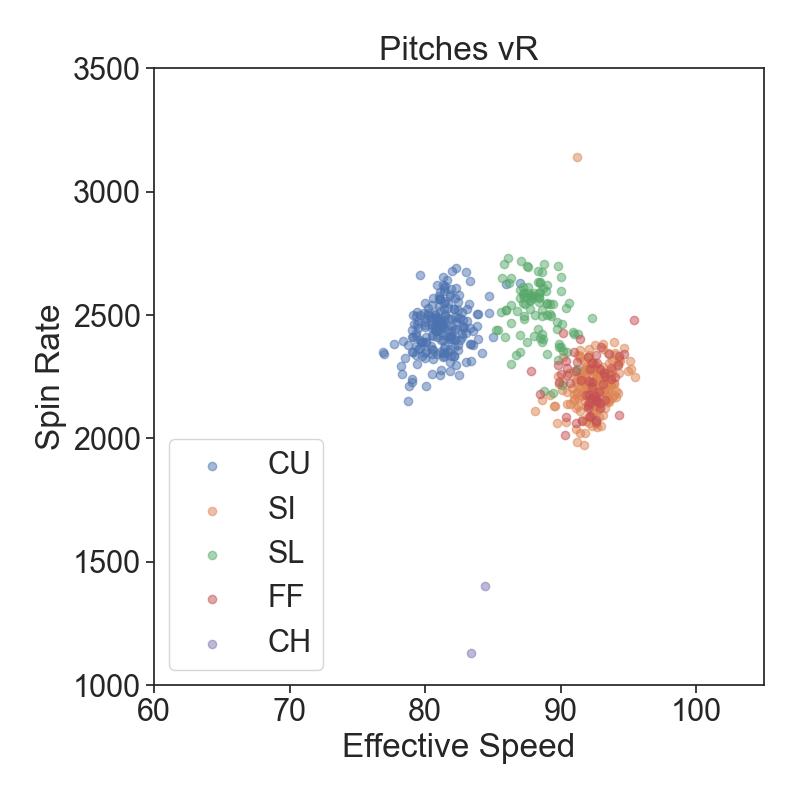 Pitches vR
3500
3000
2500
2000
1500
1000
Spin Rate
CU
SI
SL
FF
CH
60 70 80 90 100
Effective Speed